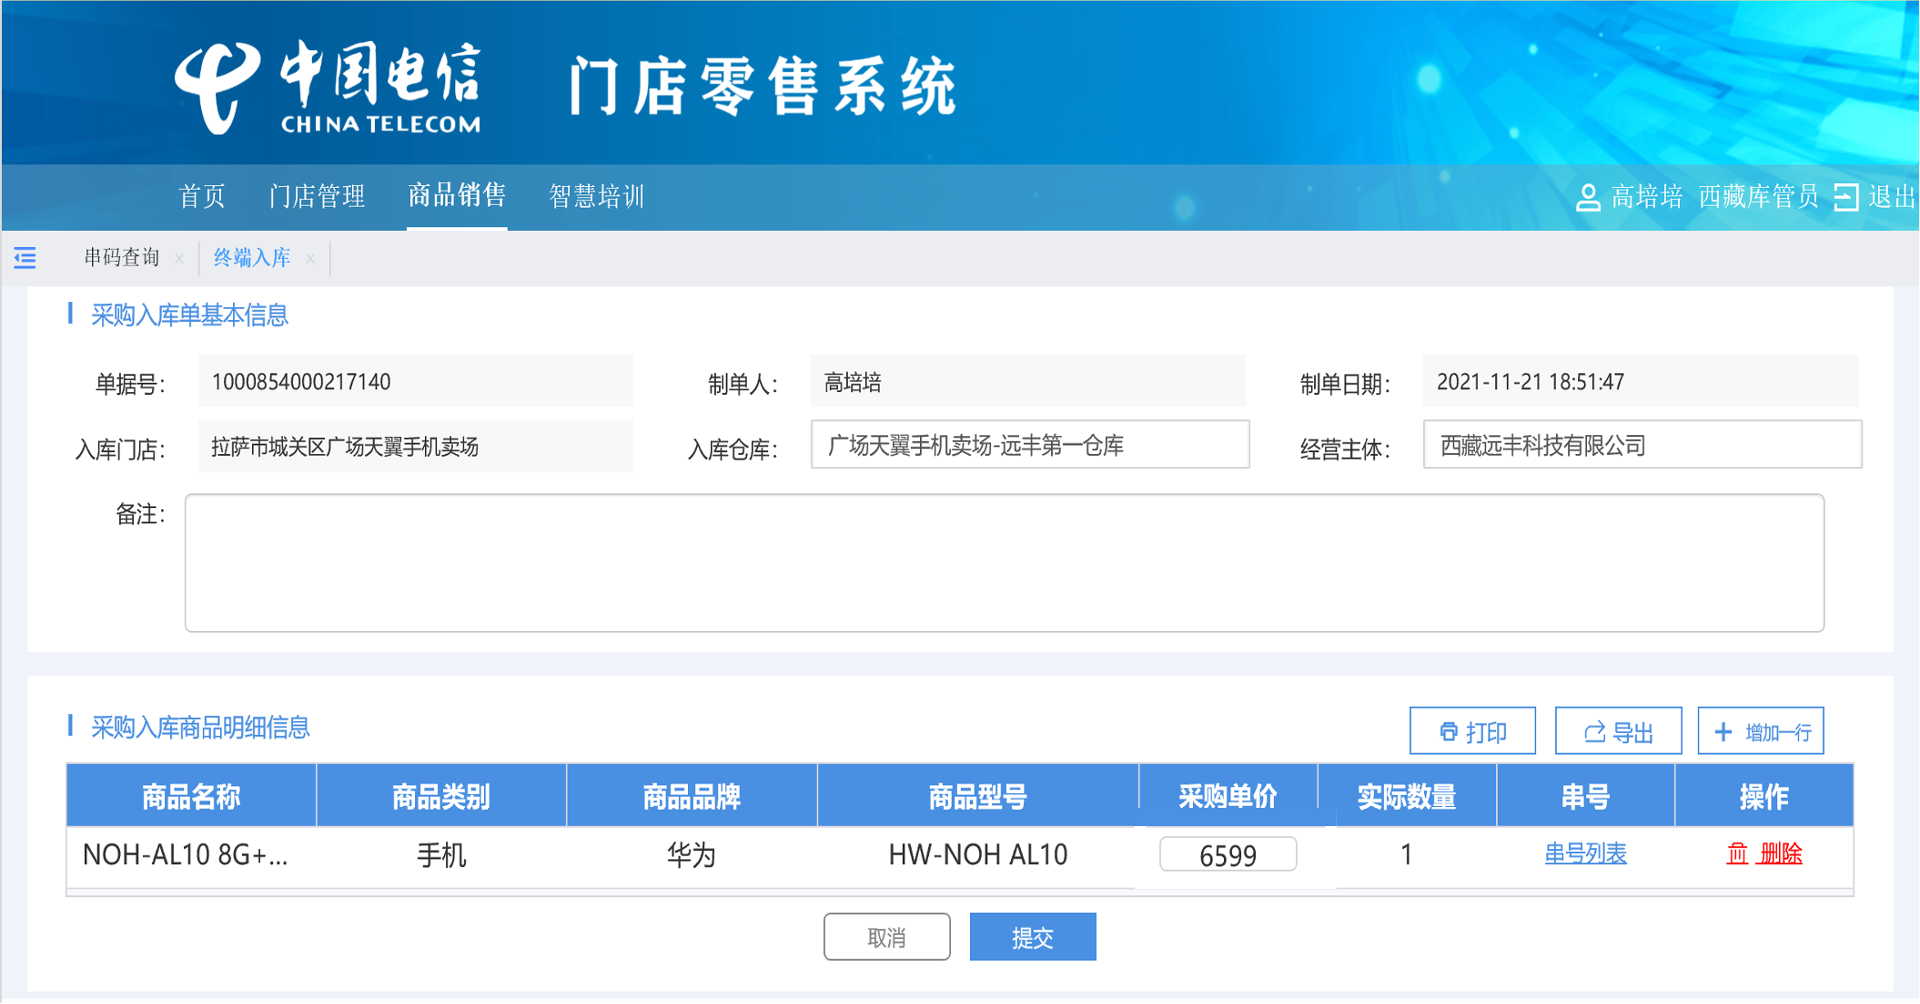 中国电信
CHINA TELECOM
门店零售系统
首页 门店管理 商品销售 智慧培训 高培培 西藏库管员 退出
串码查询 × 终端入库 ×
采购入库单基本信息
单据号： 1000854000217140 制单人： 高培培 制单日期： 2021-11-21 18:51:47
入库门店： 拉萨市城关区广场天翼手机卖场 入库仓库： 广场天翼手机卖场-远丰第一仓库 经营主体： 西藏远丰科技有限公司
备注：
采购入库商品明细信息 打印 导出 + 增加一行
商品名称 商品类别 商品品牌 商品型号 采购单价 实际数量 串号 操作
NOH-AL10 8G+... 手机 华为 HW-NOH AL10 6599 1 串号列表 删除
取消 提交